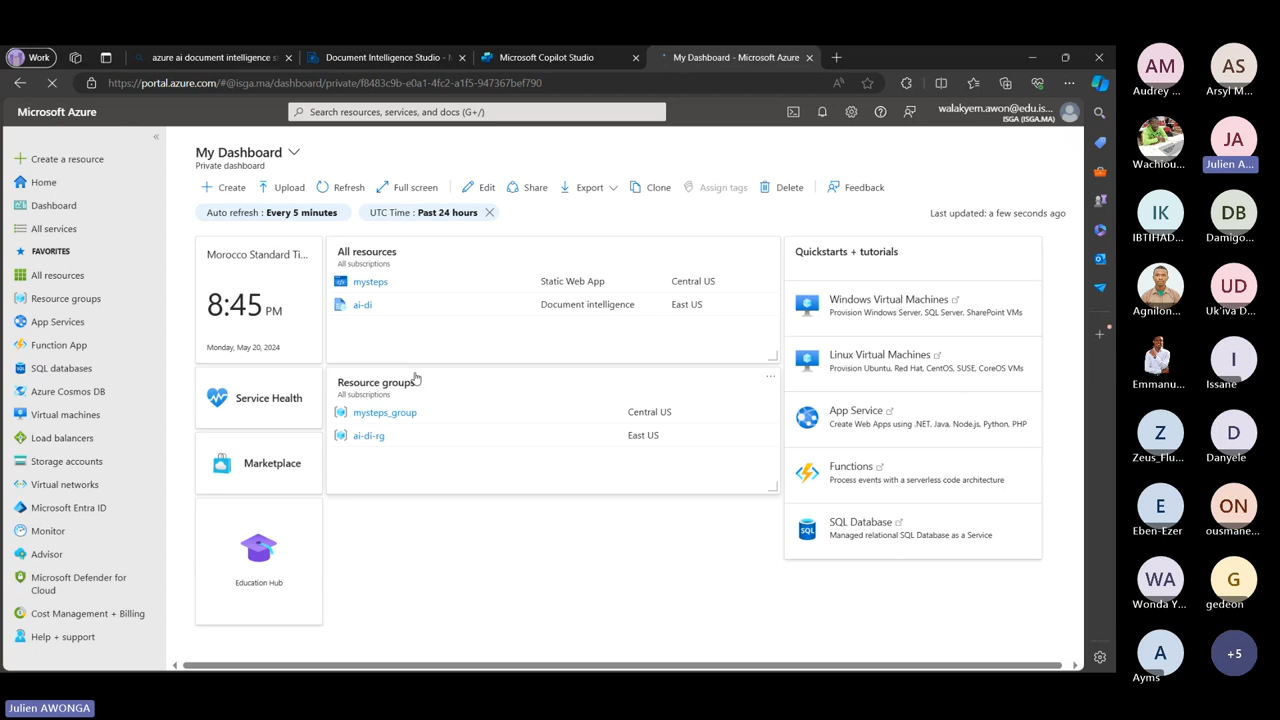 Work
azure ai document intelligence s
Document Intelligence Studio -
Microsoft Copilot Studio
My Dashboard - Microsoft Azure
https://portal.azure.com/#@isga.ma/dashboard/private/f8483c9b-e0a1-4fc2-a1f5-947367bef790
Microsoft Azure
Search resources, services, and docs (G+/)
walakyem.awon@edu.is...
ISGA (ISGA.MA)
Create a resource
Home
Dashboard
All services
FAVORITES
All resources
Resource groups
App Services
Function App
SQL databases
Azure Cosmos DB
Virtual machines
Load balancers
Storage accounts
Virtual networks
Microsoft Entra ID
Monitor
Advisor
Microsoft Defender for
Cloud
Cost Management + Billing
Help + support
My Dashboard
Private dashboard
Create
Upload
Refresh
Full screen
Edit
Share
Export
Clone
Assign tags
Delete
Feedback
Auto refresh : Every 5 minutes
UTC Time : Past 24 hours
Last updated: a few seconds ago
Morocco Standard Ti...
8:45 PM
Monday, May 20, 2024
Service Health
Marketplace
Education Hub
All resources
All subscriptions
mysteps Static Web App Central US
ai-di Document intelligence East US
Resource groups
All subscriptions
mysteps_group Central US
ai-di-rg East US
Quickstarts + tutorials
Windows Virtual Machines
Provision Windows Server, SQL Server, SharePoint VMs
Linux Virtual Machines
Provision Ubuntu, Red Hat, CentOS, SUSE, CoreOS VMs
App Service
Create Web Apps using .NET, Java, Node.js, Python, PHP
Functions
Process events with a serverless code architecture
SQL Database
Managed relational SQL Database as a Service
AM
Audrey ...
AS
Arsyl M...
Wachlou...
JA
Julien A...
IK
IBTIHAD...
DB
Damigo...
Agnilon...
UD
Uk'iva D...
Emmanu...
I
Issane
Z
Zeus_Flu...
D
Danyele
E
Eben-Ezer
ON
ousmane...
WA
Wonda Y...
G
gedeon
A
Ayms
+5
Julien AWONGA